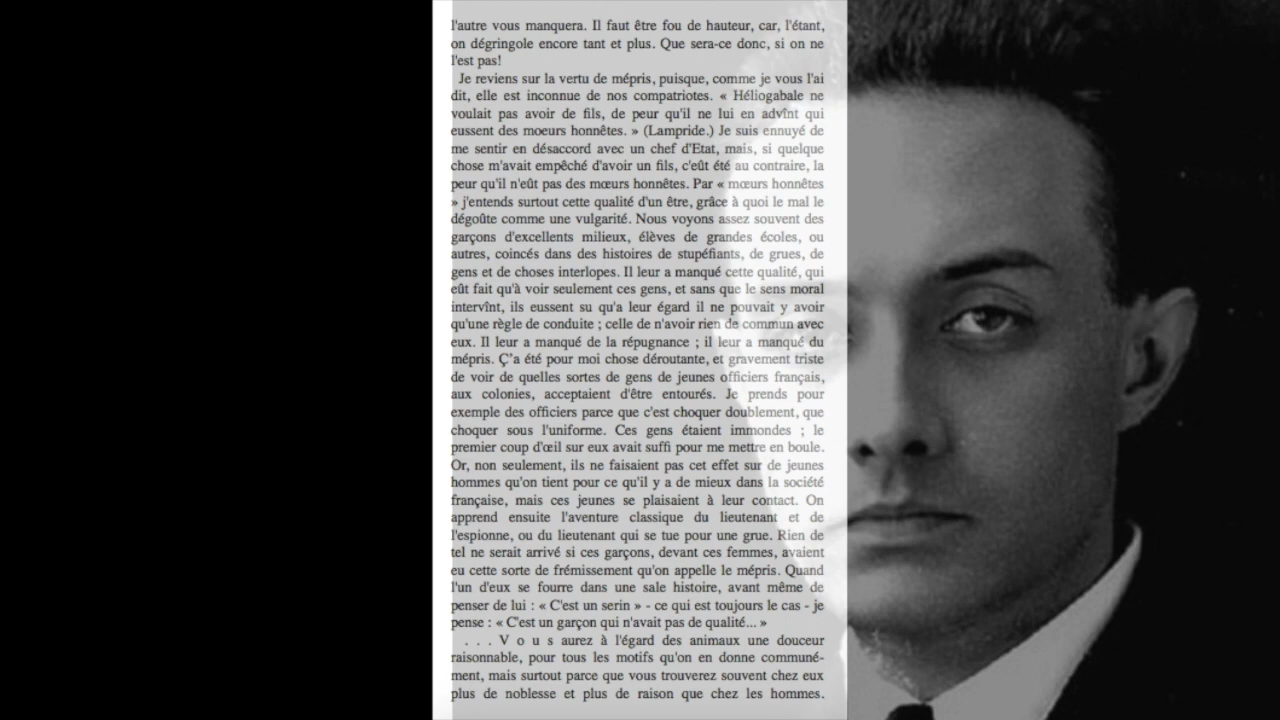 l'autre vous manquera. Il faut être fou de hauteur, car, l'étant,
on dégringole encore tant et plus. Que sera-ce donc, si on ne
l'est pas!
Je reviens sur la vertu de mépris, puisque, comme je vous l'ai
dit, elle est inconnue de nos compatriotes. « Héliogabale ne
voulait pas avoir de fils, de peur qu'il ne lui en advînt qui
eussent des moeurs honnêtes. » (Lampride.) Je suis ennuyé de
me sentir en désaccord avec un chef d'Etat, mais, si quelque
chose m'avait empêché d'avoir un fils, c'eût été au contraire, la
peur qu'il n'eût pas des mœurs honnêtes. Par « mœurs honnêtes
» j'entends surtout cette qualité d'un être, grâce à quoi le mal le
dégoûte comme une vulgarité. Nous voyons assez souvent des
garçons d'excellents milieux, élèves de grandes écoles, ou
autres, coincés dans des histoires de stupéfiants, de grues, de
gens et de choses interlopes. Il leur a manqué cette qualité, qui
eût fait qu'à voir seulement ces gens, et sans que le sens moral
intervînt, ils eussent su qu'a leur égard il ne pouvait y avoir
qu'une règle de conduite ; celle de n'avoir rien de commun avec
eux. Il leur a manqué de la répugnance ; il leur a manqué du
mépris. Ç'a été pour moi chose déroutante, et gravement triste
de voir de quelles sortes de gens de jeunes officiers français,
aux colonies, acceptaient d'être entourés. Je prends pour
exemple des officiers parce que c'est choquer doublement, que
choquer sous l'uniforme. Ces gens étaient immondes ; le
premier coup d'œil sur eux avait suffi pour me mettre en boule.
Or, non seulement, ils ne faisaient pas cet effet sur de jeunes
hommes qu'on tient pour ce qu'il y a de mieux dans la société
française, mais ces jeunes se plaisaient à leur contact. On
apprend ensuite l'aventure classique du lieutenant et de
l'espionne, ou du lieutenant qui se tue pour une grue. Rien de
tel ne serait arrivé si ces garçons, devant ces femmes, avaient
eu cette sorte de frémissement qu'on appelle le mépris. Quand
l'un d'eux se fourre dans une sale histoire, avant même de
penser de lui : « C'est un serin » - ce qui est toujours le cas - je
pense : « C'est un garçon qui n'avait pas de qualité... »
. . . V o u s aurez à l'égard des animaux une douceur
raisonnable, pour tous les motifs qu'on en donne communé-
ment, mais surtout parce que vous trouverez souvent chez eux
plus de noblesse et plus de raison que chez les hommes.